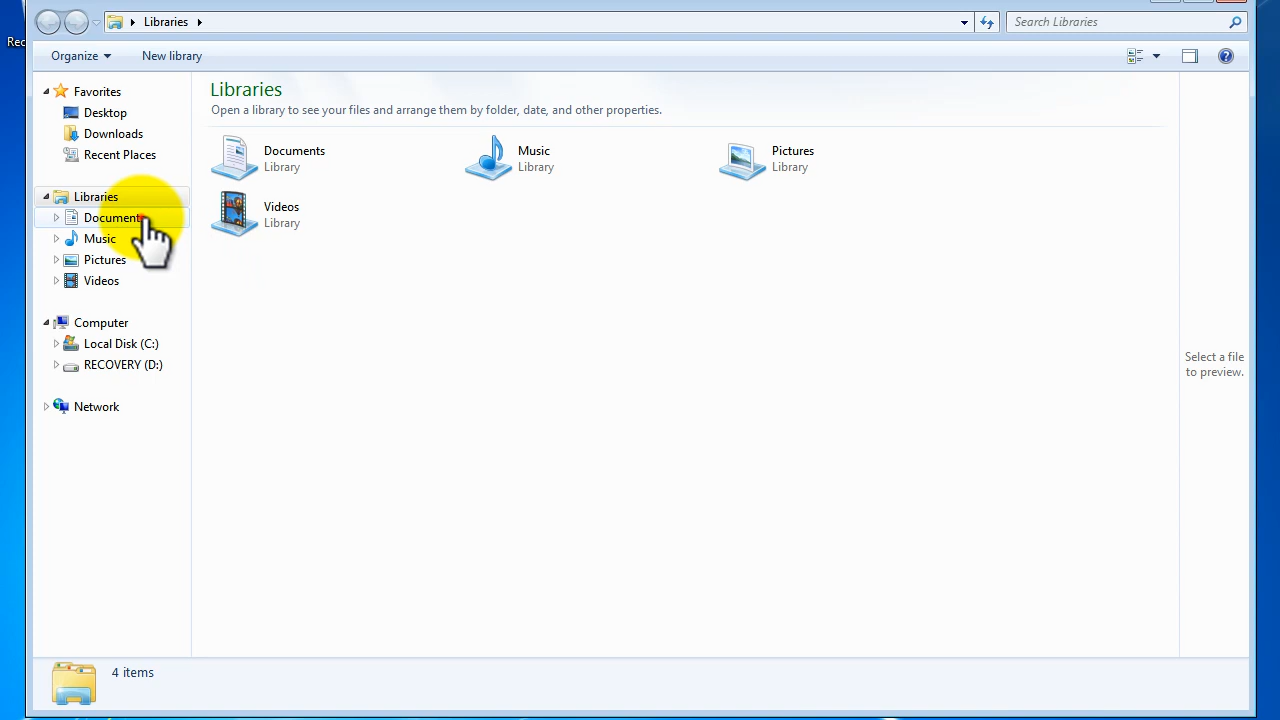 Rec
Libraries
Search Libraries
Organize
New library
Favorites
Desktop
Downloads
Recent Places
Libraries
Music
Pictures
Videos
Computer
Local Disk (C:)
RECOVERY (D:)
Network
Libraries
Open a library to see your files and arrange them by folder, date, and other properties.
Documents
Library
Music
Library
Pictures
Library
Videos
Library
Select a file
to preview.
4 items